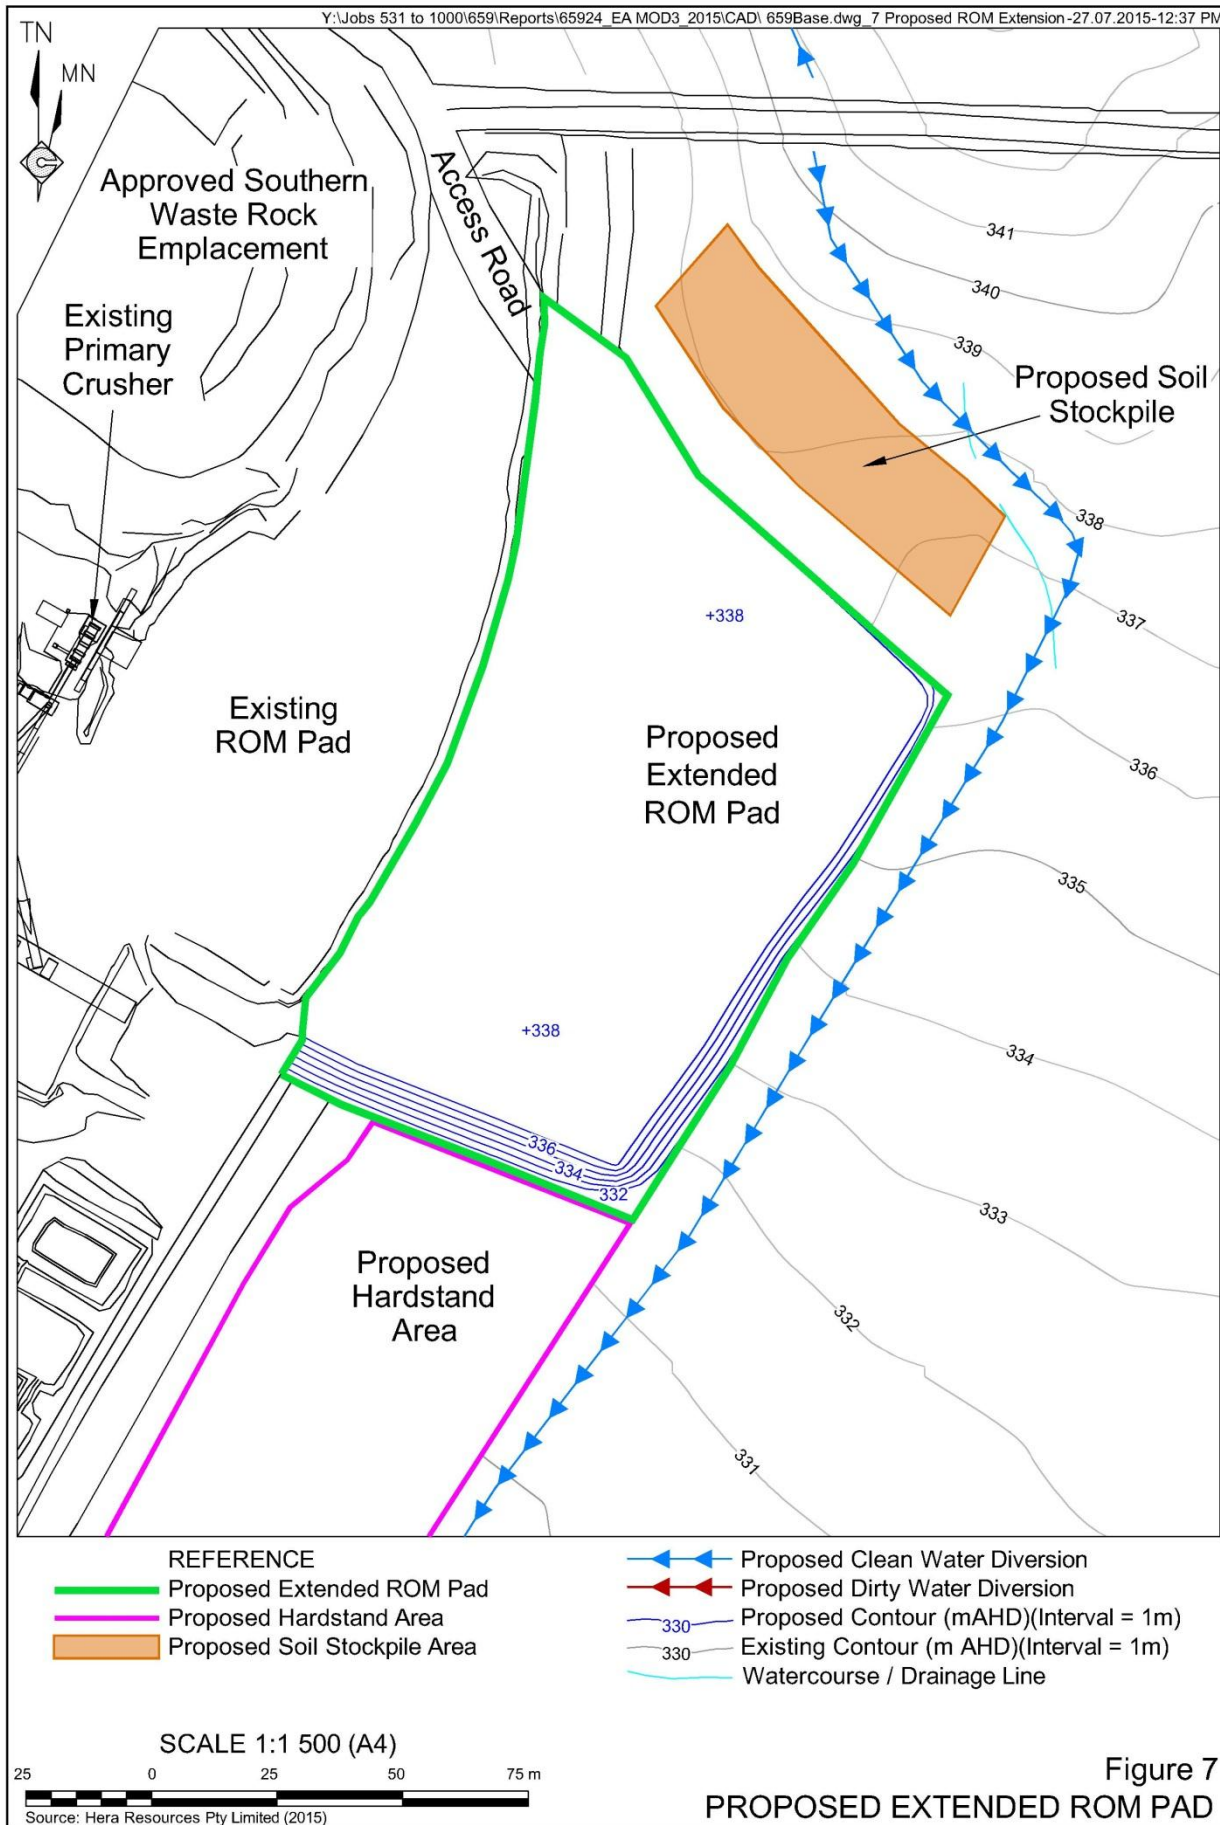 Y:\Jobs 531 to 1000\659\Reports\65924_EA MOD3_2015\CAD\ 659Base.dwg_7 Proposed ROM Extension-27.07.2015-12:37 PM
TN
MN
Approved Southern
Waste Rock
Emplacement
Access Road
Existing
Primary
Crusher
341
340
339
Proposed Soil
Stockpile
338
337
+338
Existing
ROM Pad
Proposed
Extended
ROM Pad
336
335
+338
334
336
334
332
333
Proposed
Hardstand
Area
332
331
REFERENCE
Proposed Extended ROM Pad
Proposed Hardstand Area
Proposed Soil Stockpile Area
Proposed Clean Water Diversion
Proposed Dirty Water Diversion
330 Proposed Contour (mAHD)(Interval = 1m)
330 Existing Contour (m AHD)(Interval = 1m)
Watercourse / Drainage Line
SCALE 1:1 500 (A4)
25 0 25 50 75 m
Source: Hera Resources Pty Limited (2015)
Figure 7
PROPOSED EXTENDED ROM PAD